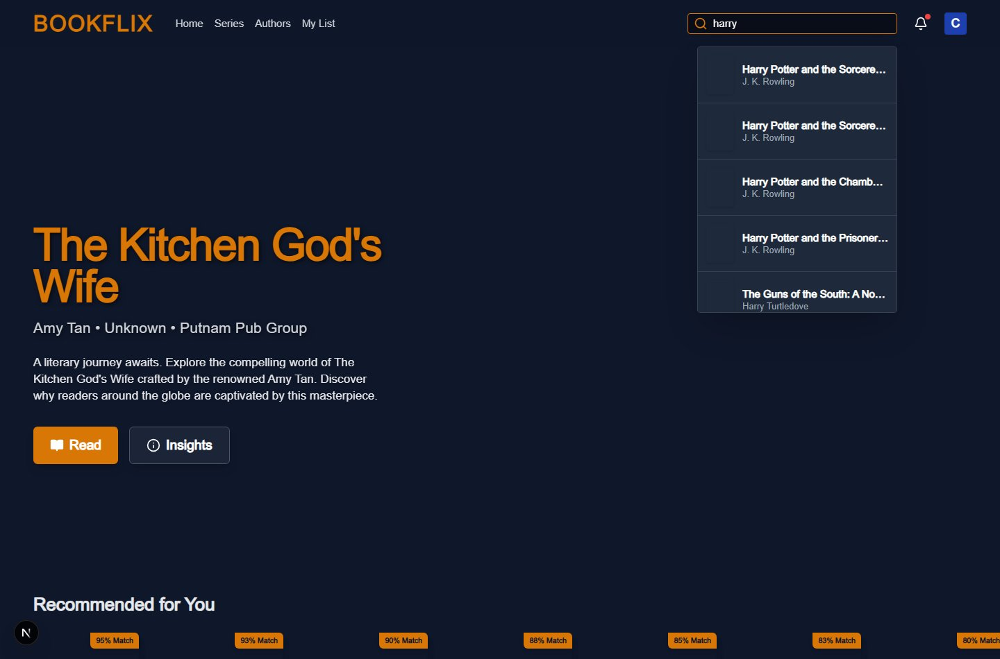 BOOKFLIX Home Series Authors My List harry C
Harry Potter and the Sorcere...
J. K. Rowling
Harry Potter and the Sorcere...
J. K. Rowling
Harry Potter and the Chamb...
J. K. Rowling
Harry Potter and the Prisoner...
J. K. Rowling
The Guns of the South: A No...
Harry Turtledove
The Kitchen God's
Wife
Amy Tan • Unknown • Putnam Pub Group
A literary journey awaits. Explore the compelling world of The
Kitchen God's Wife crafted by the renowned Amy Tan. Discover
why readers around the globe are captivated by this masterpiece.
Read Insights
Recommended for You
N
95% Match 93% Match 90% Match 88% Match 85% Match 83% Match 80% Match